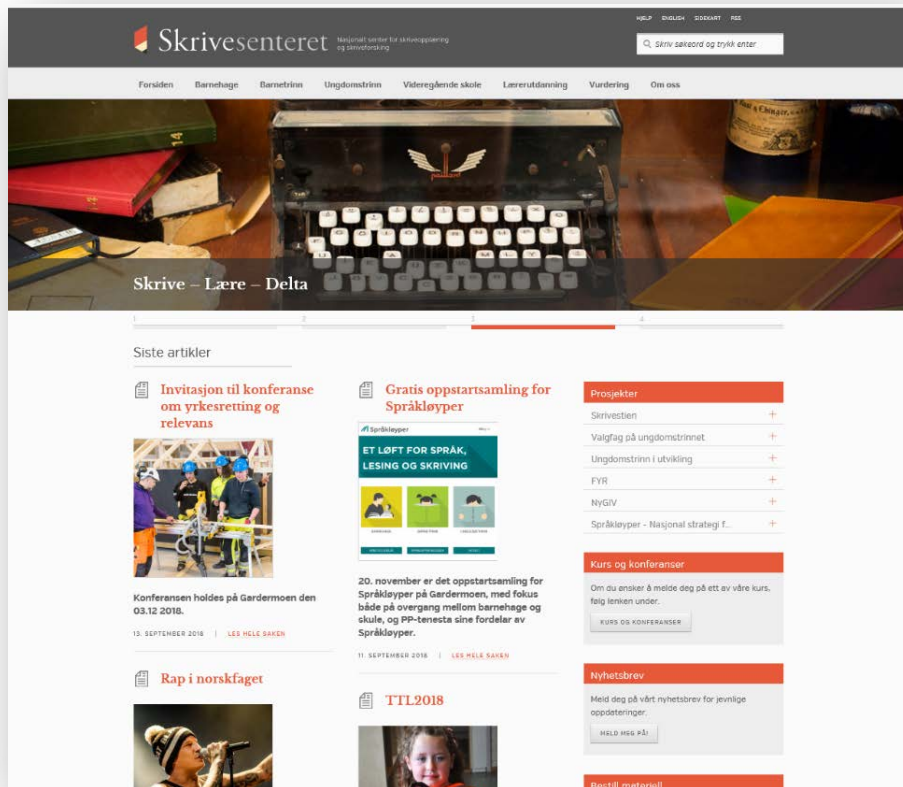 HJELP ENGLISH SIDEKART RSS
Skrivesenteret
Nasjonalt senter for skriveopplæring
og skriveforsking
Skriv søkeord og trykk enter
Forsiden Barnehage Barnetrinn Ungdomstrinn Videregående skole Lærerutdanning Vurdering Om oss
14
Skrive – Lære – Delta
1 2 3 4
Siste artikler
Invitasjon til konferanse
om yrkesretting og
relevans
Konferansen holdes på Gardermoen den
03.12 2018.
13. SEPTEMBER 2018 | LES HELE SAKEN
Rap i norskfaget
Gratis oppstartsamling for
Språkløyper
Språkløyper
ET LØFT FOR SPRÅK,
LESING OG SKRIVING
20. november er det oppstartsamling for
Språkløyper på Gardermoen, med fokus
både på overgang mellom barnehage og
skule, og PP-tenesta sine fordelar av
Språkløyper.
11. SEPTEMBER 2018 | LES HELE SAKEN
TTL2018
Prosjekter
Skrivestien +
Valgfag på ungdomstrinnet +
Ungdomstrinn i utvikling +
FYR +
NyGIV +
Språkløyper - Nasjonal strategi f... +
Kurs og konferanser
Om du ønsker å melde deg på ett av våre kurs,
følg lenken under.
KURS OG KONFERANSER
Nyhetsbrev
Meld deg på vårt nyhetsbrev for jevnlige
oppdateringer.
MELD MEG PÅ!
Bestill materiell